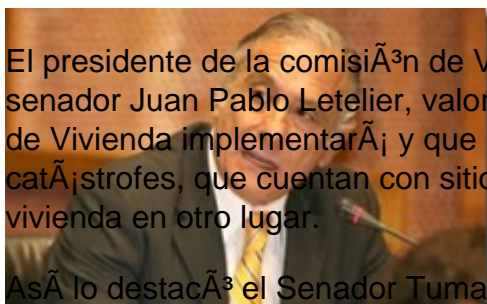 El presidente de la comisiÃ³n de V
senador Juan Pablo Letelier, valor
de Vivienda implementarÃ¡ y que
catÃ¡strofes, que cuentan con sitio
vivienda en otro lugar.
AsÃ­ lo destacÃ³ el Senador Tuma